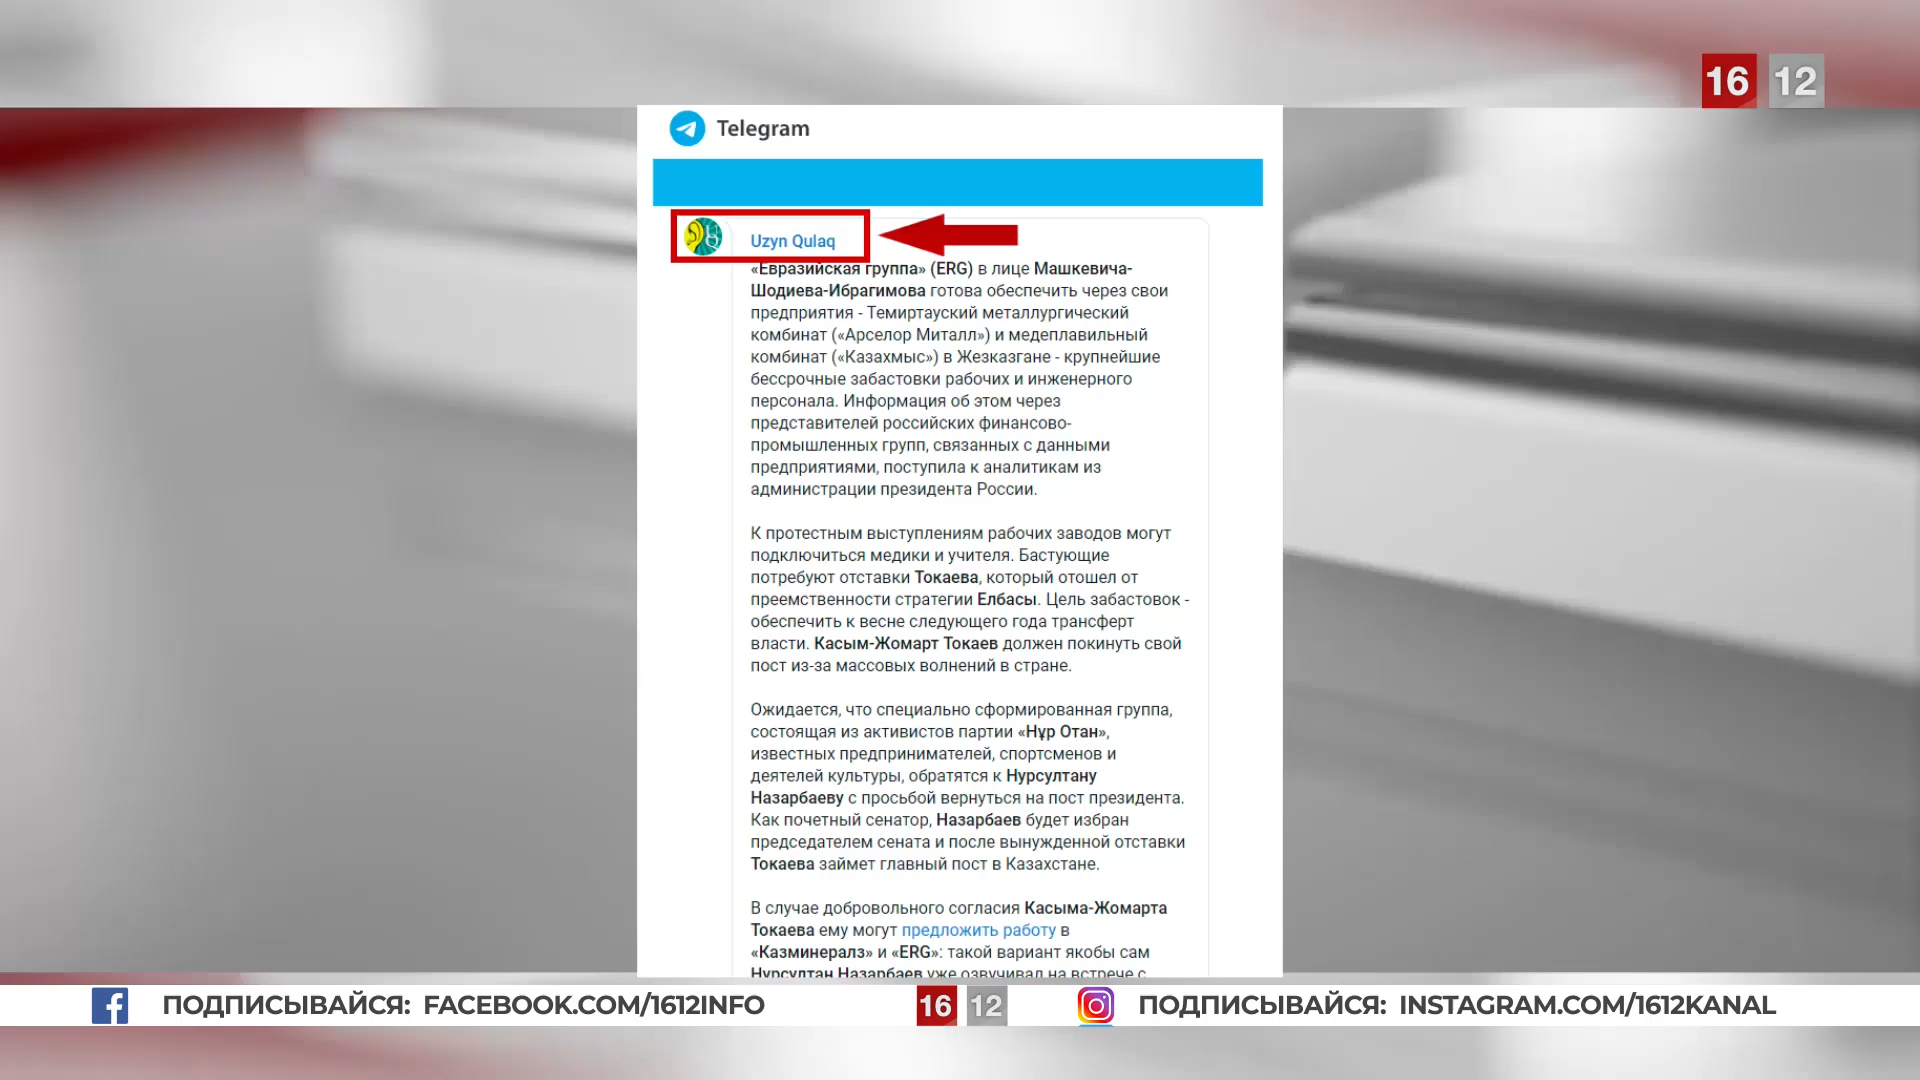 16 12
Telegram
Uzyn Qulaq
«Евразийская группа» (ERG) в лице Машкевича-
Шодиева-Ибрагимова готова обеспечить через свои
предприятия - Темиртауский металлургический
комбинат («Арселор Миталл») и медеплавильный
комбинат («Казахмыс») в Жезказгане - крупнейшие
бессрочные забастовки рабочих и инженерного
персонала. Информация об этом через
представителей российских финансово-
промышленных групп, связанных с данными
предприятиями, поступила к аналитикам из
администрации президента России.
К протестным выступлениям рабочих заводов могут
подключиться медики и учителя. Бастующие
потребуют отставки Токаева, который отошел от
преемственности стратегии Елбасы. Цель забастовок -
обеспечить к весне следующего года трансферт
власти. Касым-Жомарт Токаев должен покинуть свой
пост из-за массовых волнений в стране.
Ожидается, что специально сформированная группа,
состоящая из активистов партии «Нұр Отан»,
известных предпринимателей, спортсменов и
деятелей культуры, обратятся к Нурсултану
Назарбаеву с просьбой вернуться на пост президента.
Как почетный сенатор, Назарбаев будет избран
председателем сената и после вынужденной отставки
Токаева займет главный пост в Казахстане.
В случае добровольного согласия Касыма-Жомарта
Токаева ему могут предложить работу в
«Казминералз» и «ERG»: такой вариант якобы сам
Нурсултан Назарбаев уже озвучивал на встрече с
ПОДПИСЫВАЙСЯ: FACEBOOK.COM/1612INFO
16 12
ПОДПИСЫВАЙСЯ: INSTAGRAM.COM/1612KANAL